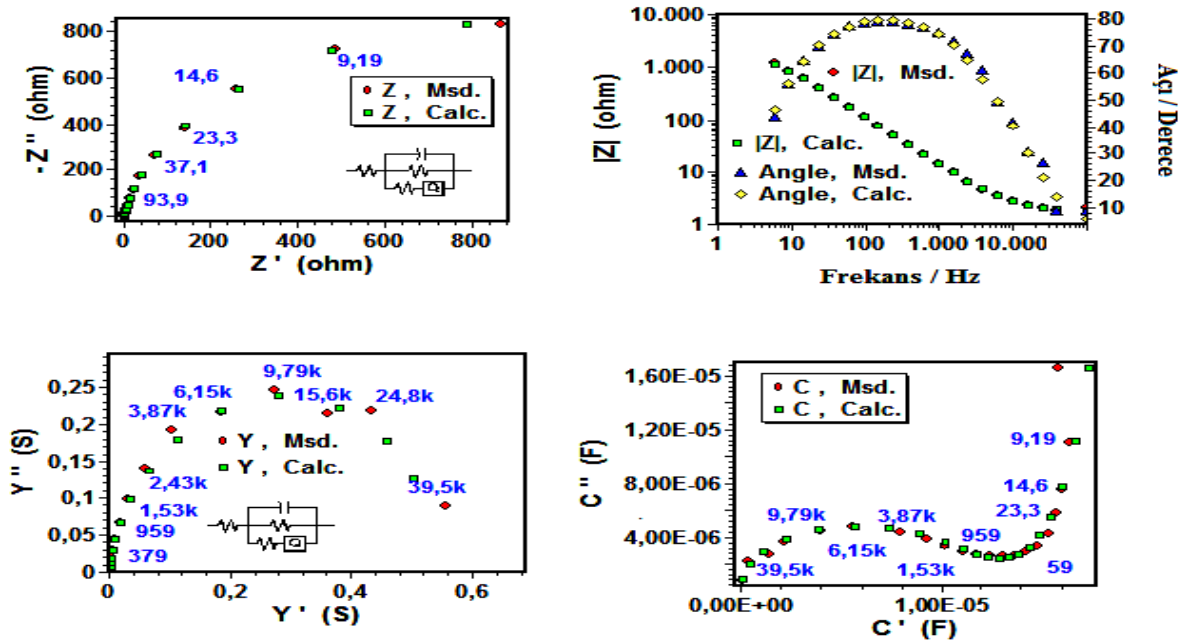 800
600
400
200
0
-Z" (ohm)
0
200
400
600
800
Z' (ohm)
9,19
14,6
23,3
37,1
93,9
Z , Msd.
Z , Calc.
Q
10.000
1.000
100
10
1
|Z| (ohm)
80
70
60
50
40
30
20
10
Açı / Derece
|Z|, Msd.
|Z|, Calc.
Angle, Msd.
Angle, Calc.
1
10
100
1.000
10.000
Frekans / Hz
0,25
0,2
0,15
0,1
0,05
0
Y" (S)
9,79k
6,15k
15,6k
24,8k
3,87k
Y , Msd.
Y , Calc.
2,43k
39,5k
1,53k
959
379
Q
0
0,2
0,4
0,6
Y' (S)
1,60E-05
1,20E-05
8,00E-06
4,00E-06
C" (F)
C , Msd.
C , Calc.
9,19
14,6
23,3
9,79k
3,87k
959
6,15k
1,53k
59
39,5k
0,00E+00
1,00E-05
C' (F)